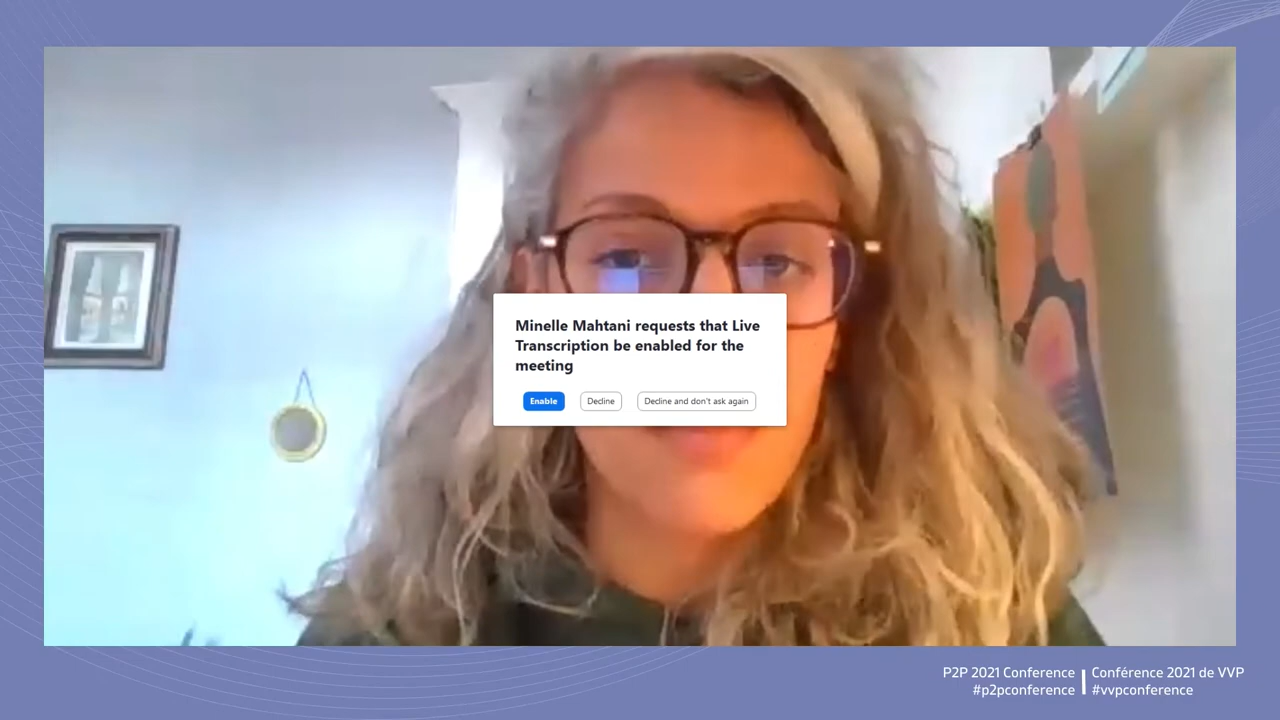 Minelle Mahtani requests that Live
Transcription be enabled for the
meeting
Enable
Decline
Decline and don't ask again
P2P 2021 Conference
#p2pconference
Conférence 2021 de VVP
#vvpconference